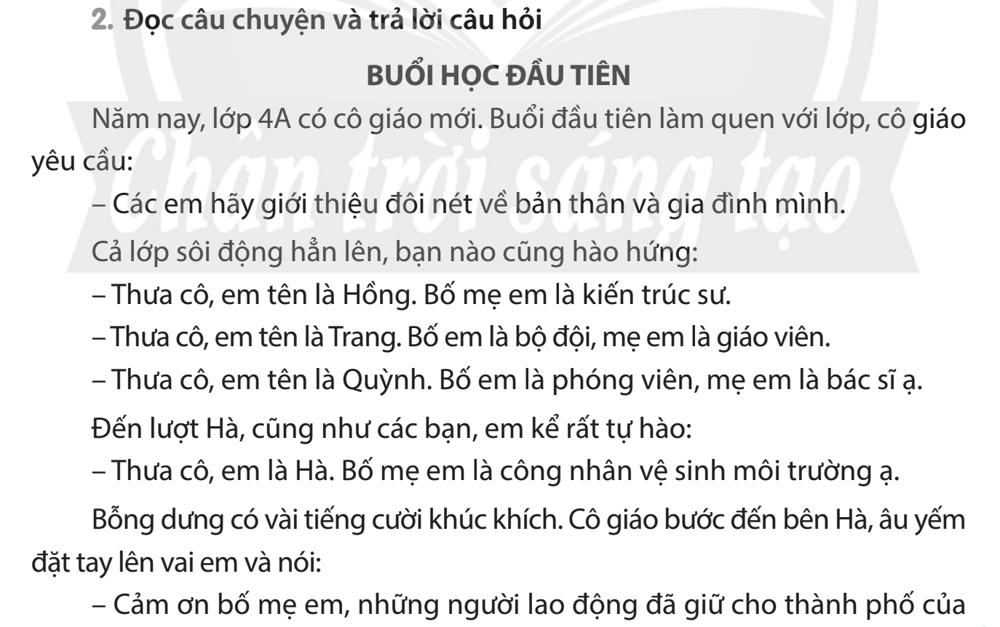 2. Đọc câu chuyện và trả lời câu hỏi
BUỔI HỌC ĐẦU TIÊN
Năm nay, lớp 4A có cô giáo mới. Buổi đầu tiên làm quen với lớp, cô giáo
yêu cầu:
– Các em hãy giới thiệu đôi nét về bản thân và gia đình mình.
Chân trời sáng tạo
Cả lớp sôi động hẳn lên, bạn nào cũng hào hứng:
– Thưa cô, em tên là Hồng. Bố mẹ em là kiến trúc sư.
– Thưa cô, em tên là Trang. Bố em là bộ đội, mẹ em là giáo viên.
– Thưa cô, em tên là Quỳnh. Bố em là phóng viên, mẹ em là bác sĩ ạ.
Đến lượt Hà, cũng như các bạn, em kể rất tự hào:
– Thưa cô, em là Hà. Bố mẹ em là công nhân vệ sinh môi trường ạ.
Bỗng dưng có vài tiếng cười khúc khích. Cô giáo bước đến bên Hà, âu yếm
đặt tay lên vai em và nói:
– Cảm ơn bố mẹ em, những người lao động đã giữ cho thành phố của